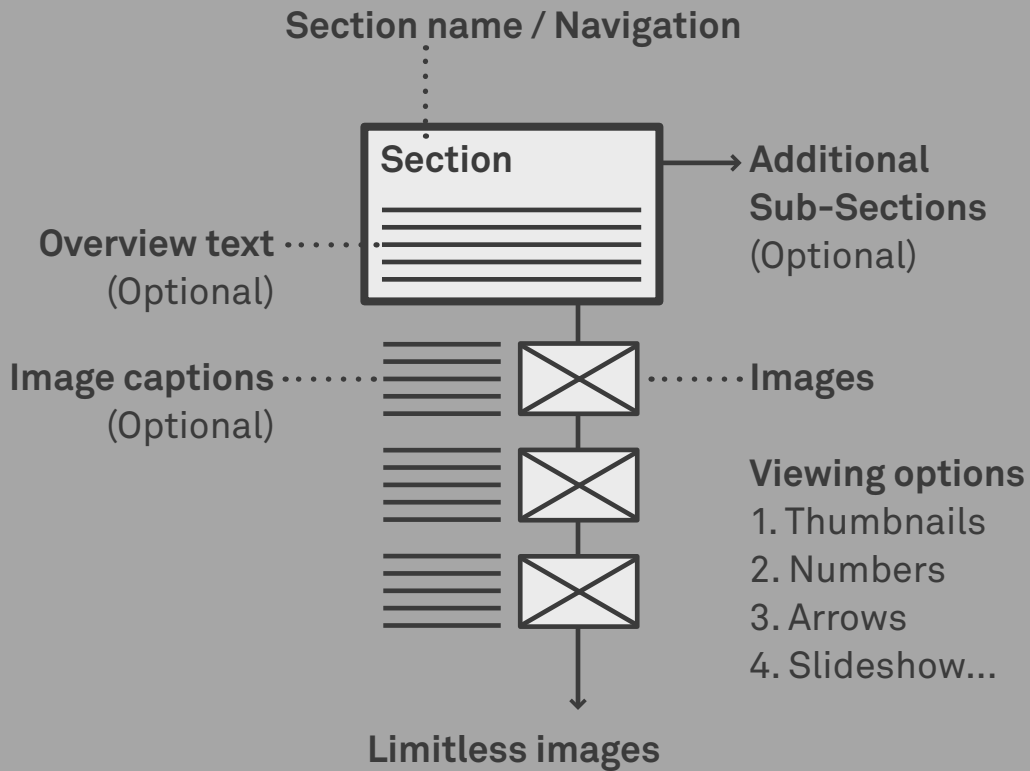 Section name / Navigation
Section
Additional
Sub-Sections
(Optional)
Overview text
(Optional)
Image captions
(Optional)
Images
Viewing options
1. Thumbnails
2. Numbers
3. Arrows
4. Slideshow...
Limitless images